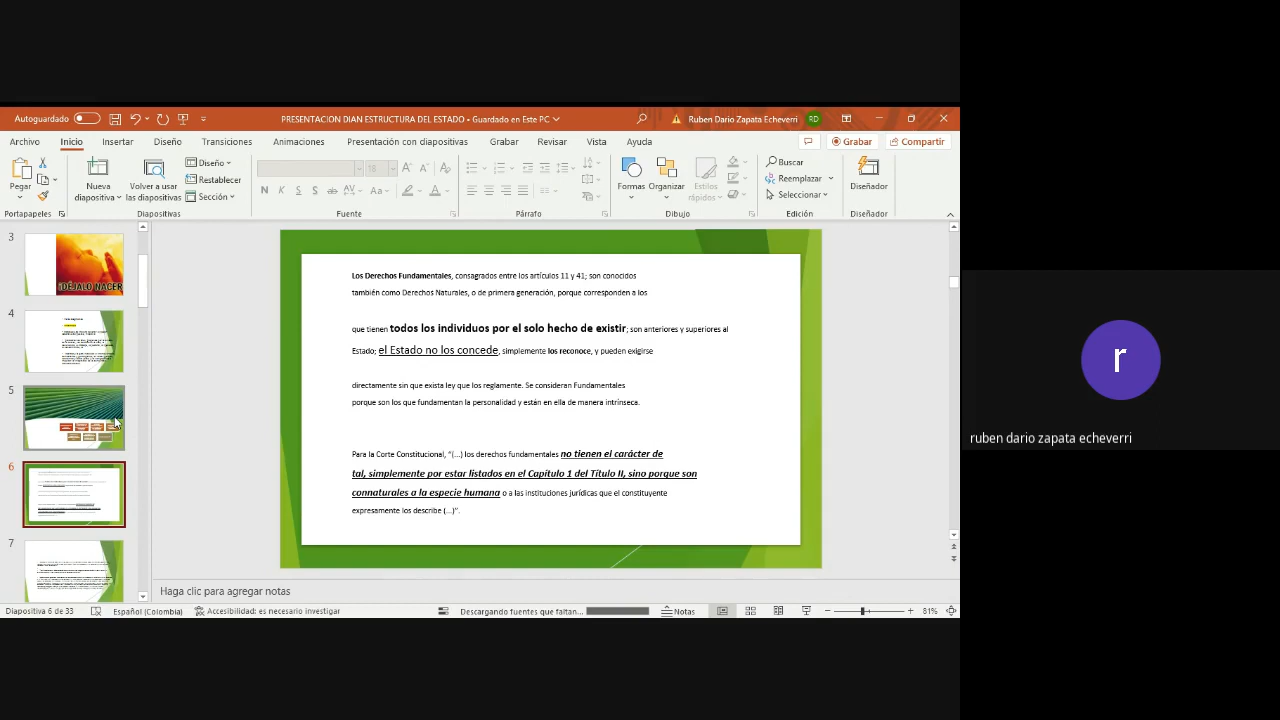 Autoguardado
PRESENTACION DIAN ESTRUCTURA DEL ESTADO • Guardado en Este PC
Ruben Dario Zapata Echeverri
RD
Archivo
Inicio
Insertar
Diseño
Transiciones
Animaciones
Presentación con diapositivas
Grabar
Revisar
Vista
Ayuda
Grabar
Compartir
Pegar
Nueva diapositiva
Volver a usar las diapositivas
Diseño
Restablecer
Sección
18
N K S S ab AV Aa A
Formas
Organizar
Estilos rápidos
Buscar
Reemplazar
Seleccionar
Diseñador
Portapapeles
Diapositivas
Fuente
Párrafo
Dibujo
Edición
Diseñador
3
¡DÉJALO NACER
4
5
6
7
Los Derechos Fundamentales, consagrados entre los artículos 11 y 41; son conocidos
también como Derechos Naturales, o de primera generación, porque corresponden a los
que tienen todos los individuos por el solo hecho de existir; son anteriores y superiores al
Estado; el Estado no los concede, simplemente los reconoce, y pueden exigirse
directamente sin que exista ley que los reglamente. Se consideran Fundamentales
porque son los que fundamentan la personalidad y están en ella de manera intrínseca.
Para la Corte Constitucional, “(...) los derechos fundamentales no tienen el carácter de
tal, simplemente por estar listados en el Capítulo 1 del Título II, sino porque son
connaturales a la especie humana o a las instituciones jurídicas que el constituyente
expresamente los describe (...)”.
Haga clic para agregar notas
Diapositiva 6 de 33
Español (Colombia)
Accesibilidad: es necesario investigar
Descargando fuentes que faltan...
Notas
81%
r
ruben dario zapata echeverri